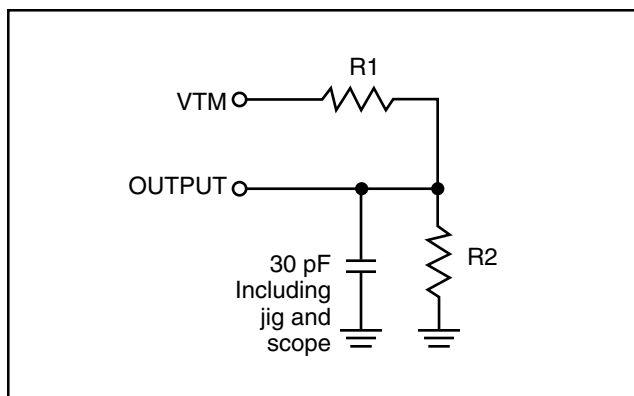 R1
VTM
OUTPUT
R2
30 pF
Including
jig and
scope